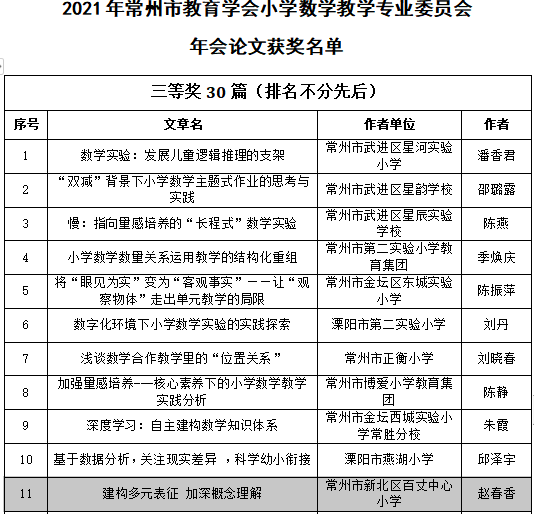 2021年常州市教育学会小学数学教学专业委员会
年会论文获奖名单
三等奖 30 篇（排名不分先后）
序号 文章名 作者单位 作者
1 数学实验：发展儿童逻辑推理的支架 常州市武进区星河实验
小学 潘香君
2 “双减”背景下小学数学主题式作业的思考与
实践 常州市武进区星韵学校 邵璐露
3 慢：指向量感培养的“长程式”数学实验 常州市武进区星辰实验
学校 陈燕
4 小学数学数量关系运用教学的结构化重组 常州市第二实验小学教
育集团 季焕庆
5 将“眼见为实”变为“客观事实”——让“观
察物体”走出单元教学的局限 常州市金坛区东城实验
小学 陈振萍
6 数字化环境下小学数学实验的实践探索 溧阳市第二实验小学 刘丹
7 浅谈数学合作教学里的“位置关系” 常州市正衡小学 刘晓春
8 加强量感培养-—核心素养下的小学数学教学
实践分析 常州市博爱小学教育集
团 陈静
9 深度学习：自主建构数学知识体系 常州市金坛西城实验小
学常胜分校 朱霞
10 基于数据分析，关注现实差异 ，科学幼小衔接 溧阳市燕湖小学 邱泽宇
11 建构多元表征 加深概念理解 常州市新北区百丈中心
小学 赵春香